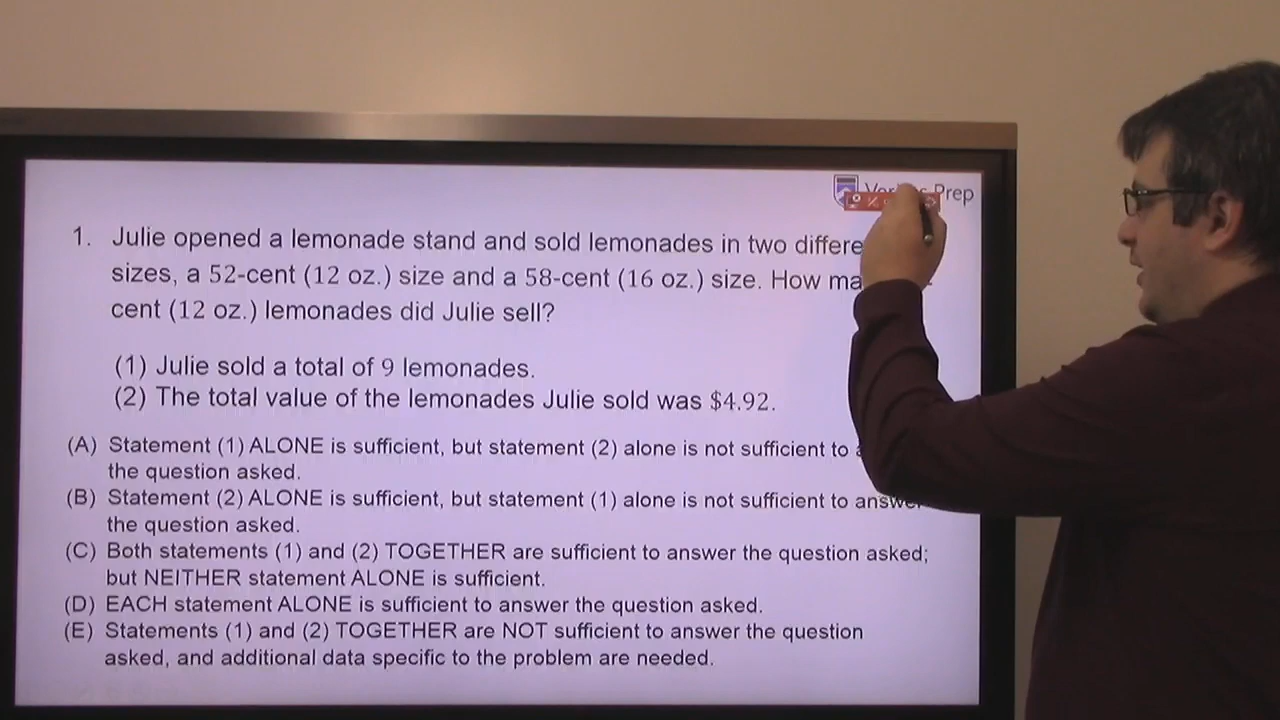 Prep
1. Julie opened a lemonade stand and sold lemonades in two differe
sizes, a 52-cent (12 oz.) size and a 58-cent (16 oz.) size. How ma
cent (12 oz.) lemonades did Julie sell?
(1) Julie sold a total of 9 lemonades.
(2) The total value of the lemonades Julie sold was $4.92.
(A) Statement (1) ALONE is sufficient, but statement (2) alone is not sufficient to
the question asked.
(B) Statement (2) ALONE is sufficient, but statement (1) alone is not sufficient to answer
the question asked.
(C) Both statements (1) and (2) TOGETHER are sufficient to answer the question asked;
but NEITHER statement ALONE is sufficient.
(D) EACH statement ALONE is sufficient to answer the question asked.
(E) Statements (1) and (2) TOGETHER are NOT sufficient to answer the question
asked, and additional data specific to the problem are needed.